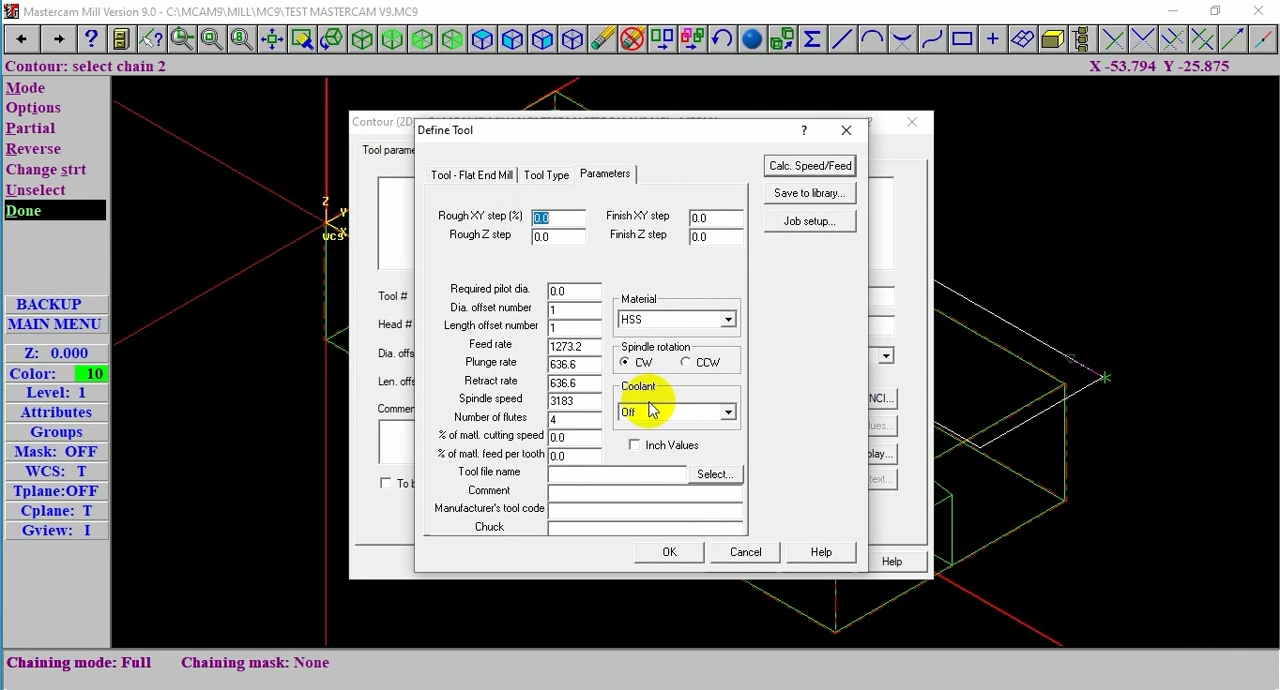 Mastercam Mill Version 9.0 - C:\MCAM9\MILL\MC9\TEST MASTERCAM V9.MC9
Contour: select chain 2
X -53.794 Y -25.875
Mode
Options
Partial
Reverse
Change strt
Unselect
Done
BACKUP
MAIN MENU
Z: 0.000
Color: 10
Level: 1
Attributes
Groups
Mask: OFF
WCS: T
Tplane:OFF
Cplane: T
Gview: I
Z
Y
X
WCS
Contour (2D
Tool parame
Tool #
Head #
Dia. offs
Len. offs
Commen
To b
NCI...
ues...
play...
text...
Help
Define Tool
Tool - Flat End Mill
Tool Type
Parameters
Calc. Speed/Feed
Save to library...
Job setup...
Rough XY step (%) 0.0
Finish XY step 0.0
Rough Z step 0.0
Finish Z step 0.0
Required pilot dia. 0.0
Dia. offset number 1
Length offset number 1
Feed rate 1273.2
Plunge rate 636.6
Retract rate 636.6
Spindle speed 3183
Number of flutes 4
% of matl. cutting speed 0.0
% of matl. feed per tooth 0.0
Tool file name
Select...
Comment
Manufacturer's tool code
Chuck
Material
HSS
Spindle rotation
CW CCW
Coolant
Off
Inch Values
OK
Cancel
Help
Chaining mode: Full Chaining mask: None